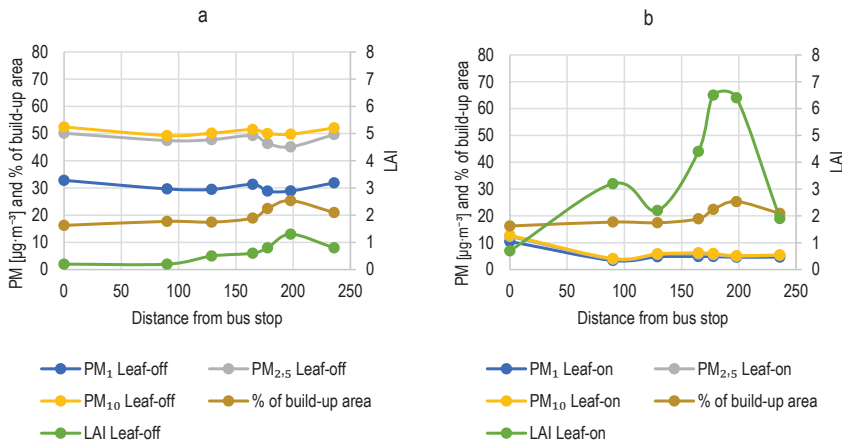 a
PM [µg·m⁻³] and % of build-up area
80
70
60
50
40
30
20
10
0
8
7
6
5
4
3
2
1
0
LAI
0 50 100 150 200 250
Distance from bus stop
PM₁ Leaf-off
PM₂,₅ Leaf-off
PM₁₀ Leaf-off
% of build-up area
LAI Leaf-off
b
PM [µg·m⁻³] and % of build-up area
80
70
60
50
40
30
20
10
0
8
7
6
5
4
3
2
1
0
LAI
0 50 100 150 200 250
Distance from bus stop
PM₁ Leaf-on
PM₂,₅ Leaf-on
PM₁₀ Leaf-on
% of build-up area
LAI Leaf-on